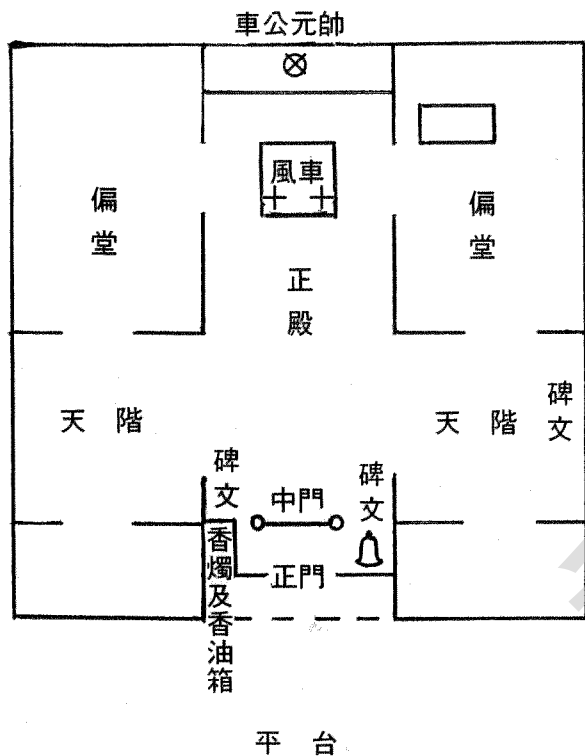 車公元帥
風車
偏堂
偏堂
正殿
天階
天階
碑文
碑文
碑文
中門
香燭及香油箱
正門
平台